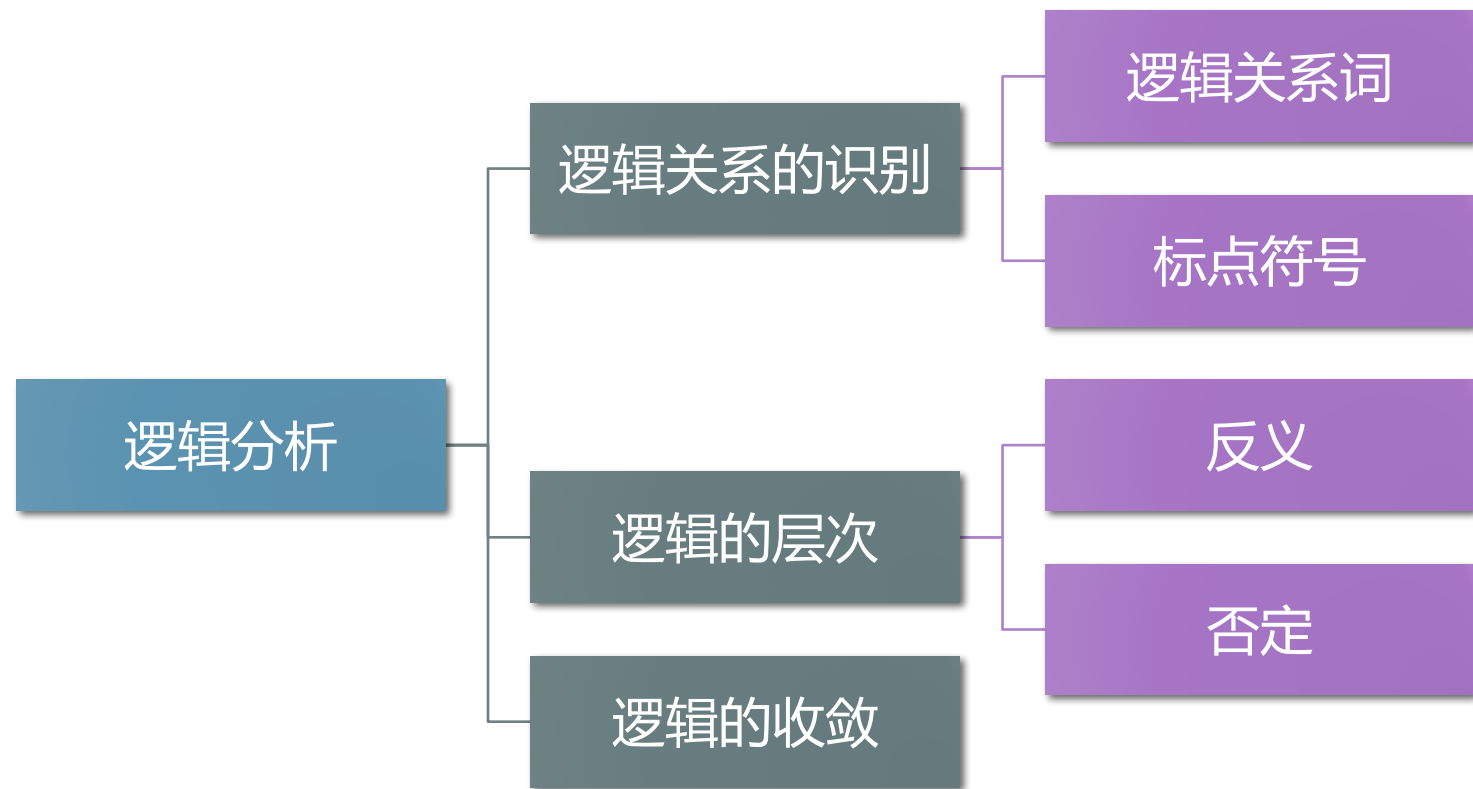 逻辑分析
逻辑关系的识别
逻辑关系词
标点符号
逻辑的层次
反义
否定
逻辑的收敛